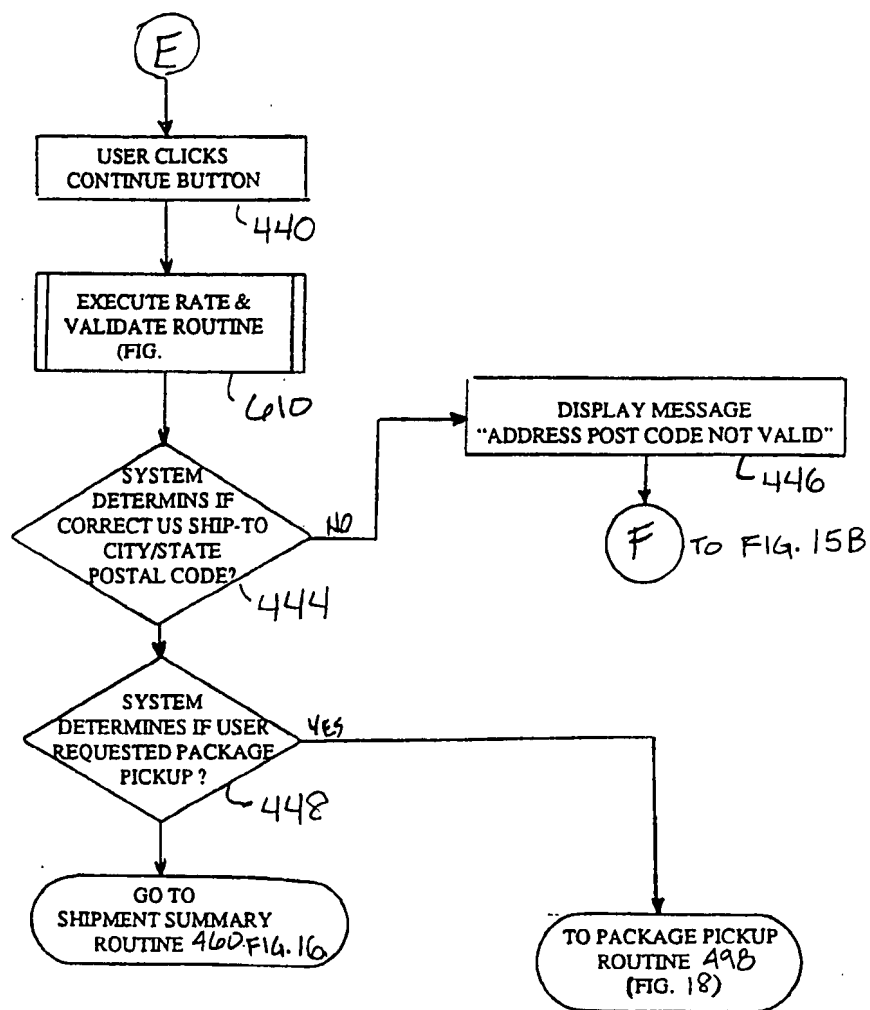 E
USER CLICKS
CONTINUE BUTTON
440
EXECUTE RATE &
VALIDATE ROUTINE
(FIG.
610
SYSTEM
DETERMINS IF
CORRECT US SHIP-TO
CITY/STATE
POSTAL CODE?
NO
444
DISPLAY MESSAGE
"ADDRESS POST CODE NOT VALID"
446
F TO FIG. 15B
SYSTEM
DETERMINES IF USER
REQUESTED PACKAGE
PICKUP ?
YES
448
GO TO
SHIPMENT SUMMARY
ROUTINE 460 FIG. 16
TO PACKAGE PICKUP
ROUTINE 498
(FIG. 18)